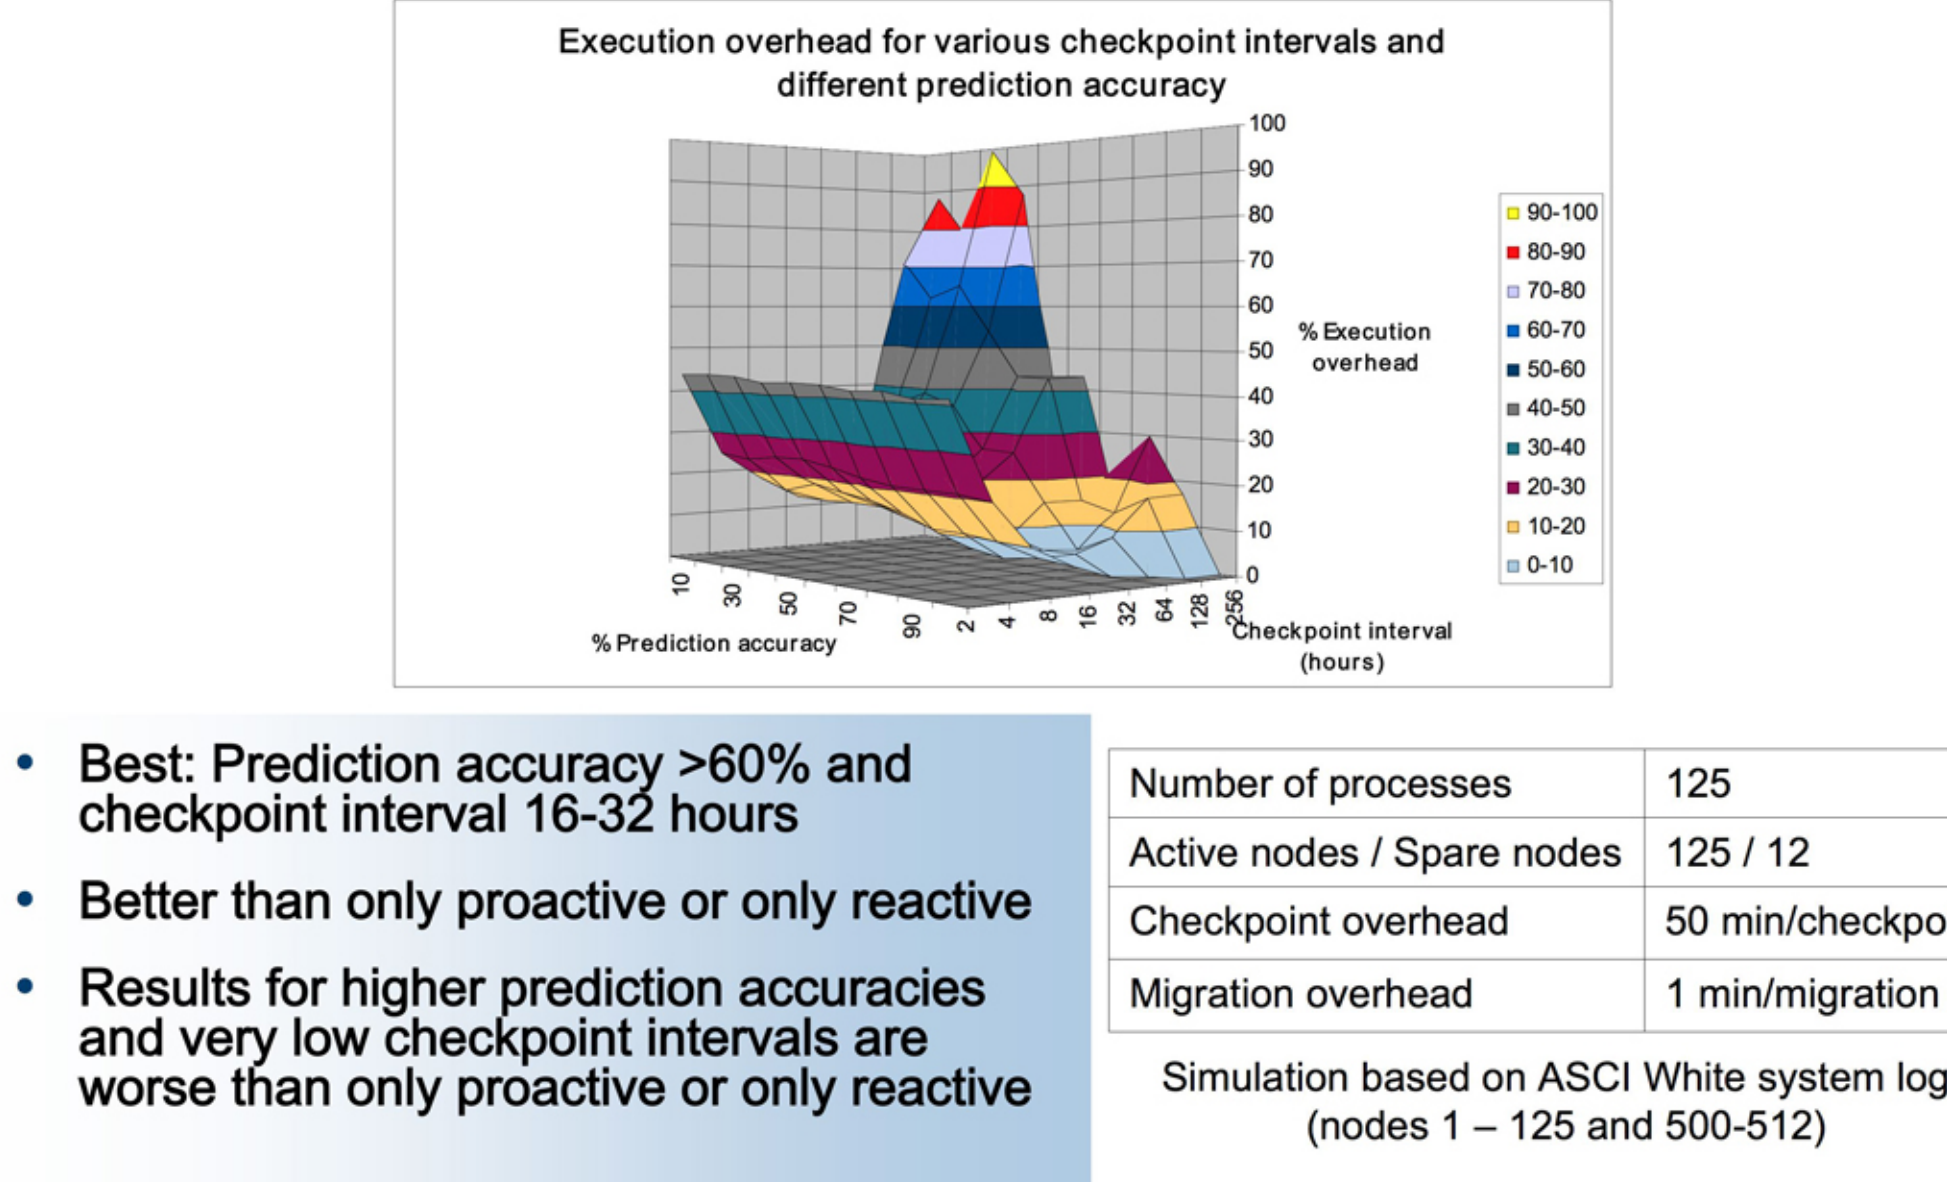 Execution overhead for various checkpoint intervals and
different prediction accuracy
100
90
80
70
60
50
40
30
20
10
0
% Execution
overhead
90-100
80-90
70-80
60-70
50-60
40-50
30-40
20-30
10-20
0-10
10
30
50
70
90
2
4
8
16
32
64
128
256
% Prediction accuracy
Checkpoint interval
(hours)
• Best: Prediction accuracy >60% and
checkpoint interval 16-32 hours
• Better than only proactive or only reactive
• Results for higher prediction accuracies
and very low checkpoint intervals are
worse than only proactive or only reactive
Number of processes 125
Active nodes / Spare nodes 125 / 12
Checkpoint overhead 50 min/checkpo
Migration overhead 1 min/migration
Simulation based on ASCI White system log
(nodes 1 – 125 and 500-512)